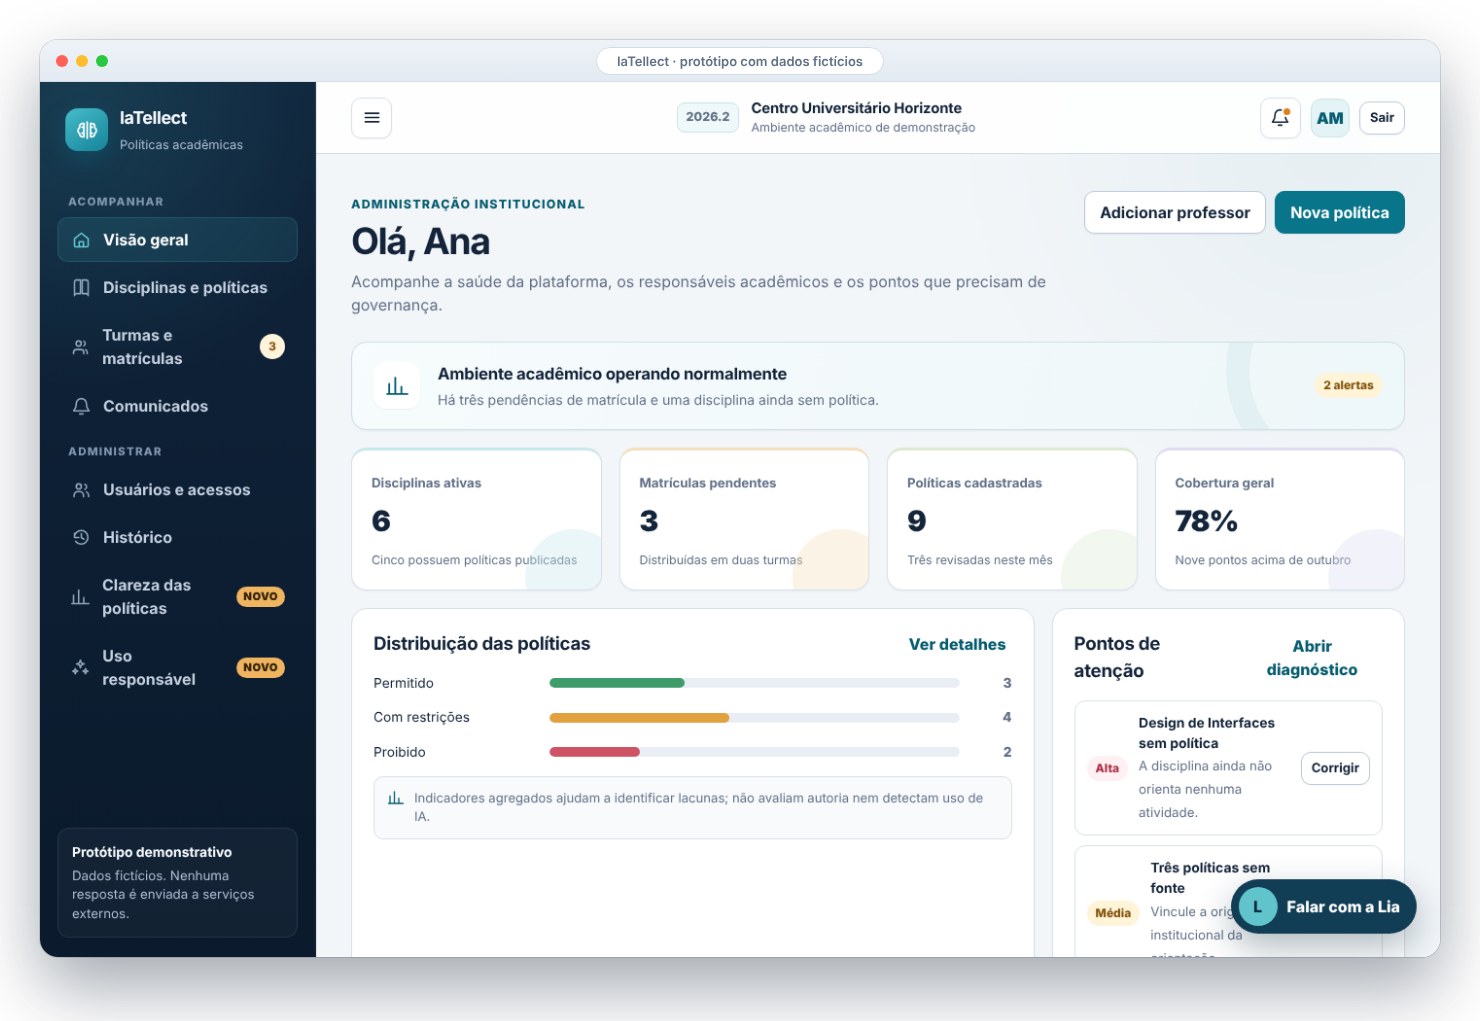 IaTellect · protótipo com dados fictícios
IaTellect
Políticas acadêmicas
ACOMPANHAR
Visão geral
Disciplinas e políticas
Turmas e
matrículas
3
Comunicados
ADMINISTRAR
Usuários e acessos
Histórico
Clareza das
políticas
NOVO
Uso
responsável
NOVO
Protótipo demonstrativo
Dados fictícios. Nenhuma
resposta é enviada a serviços
externos.
2026.2
Centro Universitário Horizonte
Ambiente acadêmico de demonstração
AM
Sair
ADMINISTRAÇÃO INSTITUCIONAL
Olá, Ana
Acompanhe a saúde da plataforma, os responsáveis acadêmicos e os pontos que precisam de
governança.
Adicionar professor
Nova política
Ambiente acadêmico operando normalmente
Há três pendências de matrícula e uma disciplina ainda sem política.
2 alertas
Disciplinas ativas
6
Cinco possuem políticas publicadas
Matrículas pendentes
3
Distribuídas em duas turmas
Políticas cadastradas
9
Três revisadas neste mês
Cobertura geral
78%
Nove pontos acima de outubro
Distribuição das políticas
Ver detalhes
Permitido
3
Com restrições
4
Proibido
2
Indicadores agregados ajudam a identificar lacunas; não avaliam autoria nem detectam uso de
IA.
Pontos de
atenção
Abrir
diagnóstico
Alta
Design de Interfaces
sem política
A disciplina ainda não
orienta nenhuma
atividade.
Corrigir
Média
Três políticas sem
fonte
Vincule a
institucional da
L
Falar com a Lia